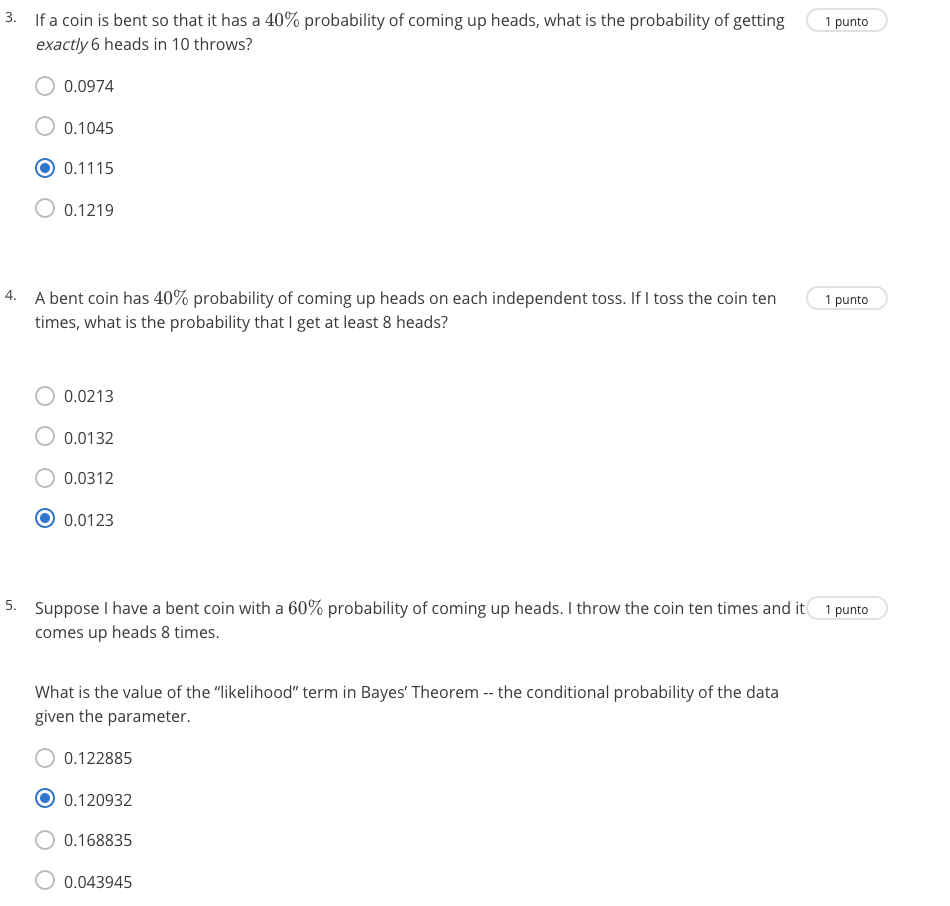 3. If a coin is bent so that it has a 40% probability of coming up heads, what is the probability of getting 1 punto
exactly 6 heads in 10 throws?
0.0974
0.1045
0.1115
0.1219
4. A bent coin has 40% probability of coming up heads on each independent toss. If I toss the coin ten 1 punto
times, what is the probability that I get at least 8 heads?
0.0213
0.0132
0.0312
0.0123
5. Suppose I have a bent coin with a 60% probability of coming up heads. I throw the coin ten times and it 1 punto
comes up heads 8 times.
What is the value of the “likelihood” term in Bayes’ Theorem -- the conditional probability of the data
given the parameter.
0.122885
0.120932
0.168835
0.043945